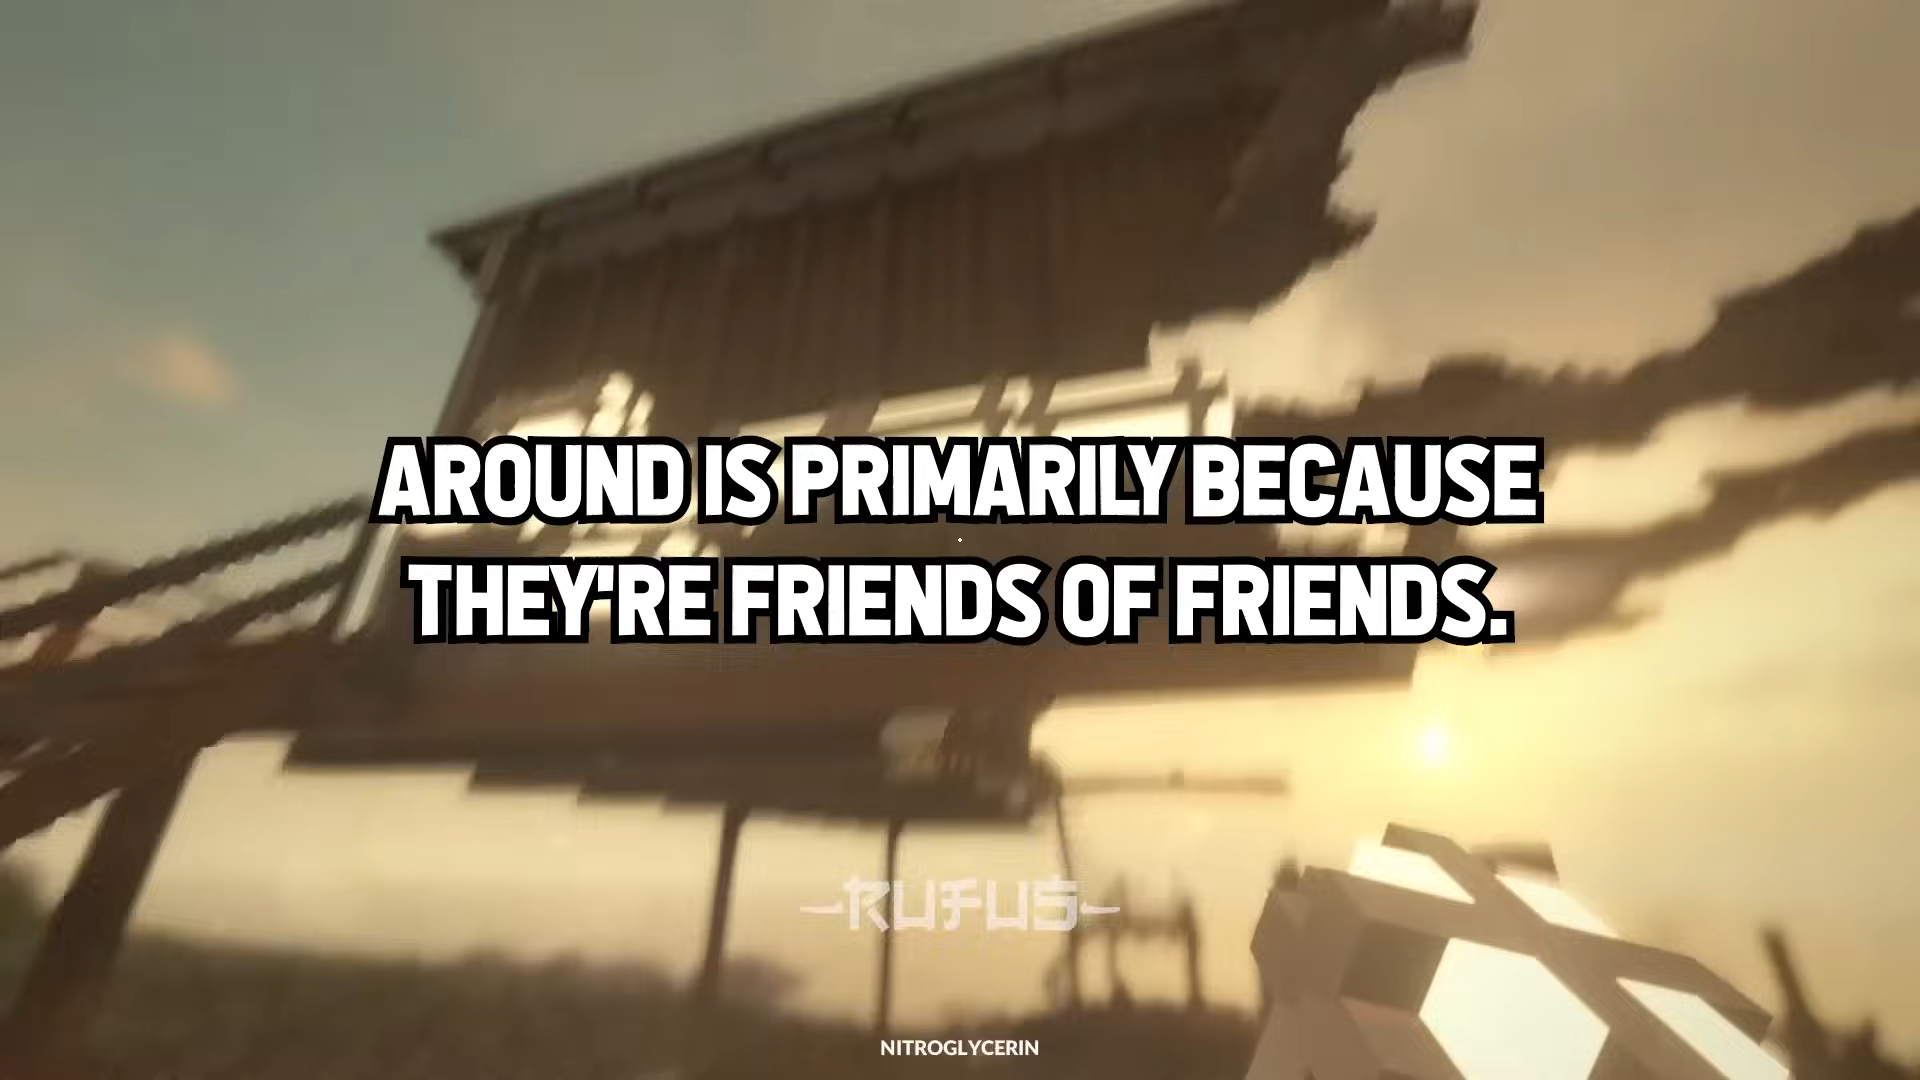 AROUND IS PRIMARILY BECAUSE
THEY'RE FRIENDS OF FRIENDS.
-RUFUS-
NITROGLYCERIN